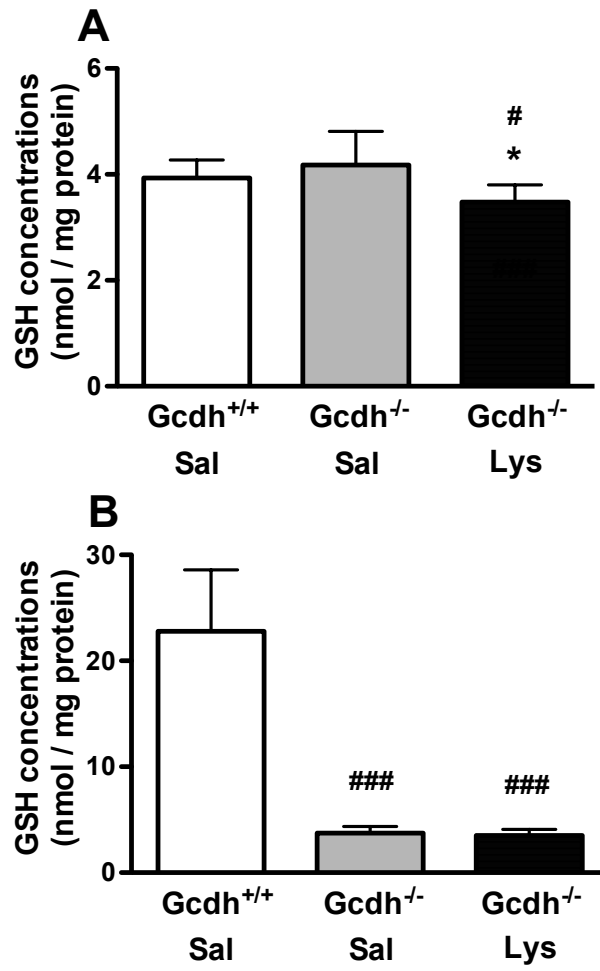 A
GSH concentrations
(nmol / mg protein)
6
4
2
0
#
*
###
Gcdh+/+ Gcdh-/- Gcdh-/-
Sal Sal Lys
B
GSH concentrations
(nmol / mg protein)
30
20
10
0
### ###
Gcdh+/+ Gcdh-/- Gcdh-/-
Sal Sal Lys